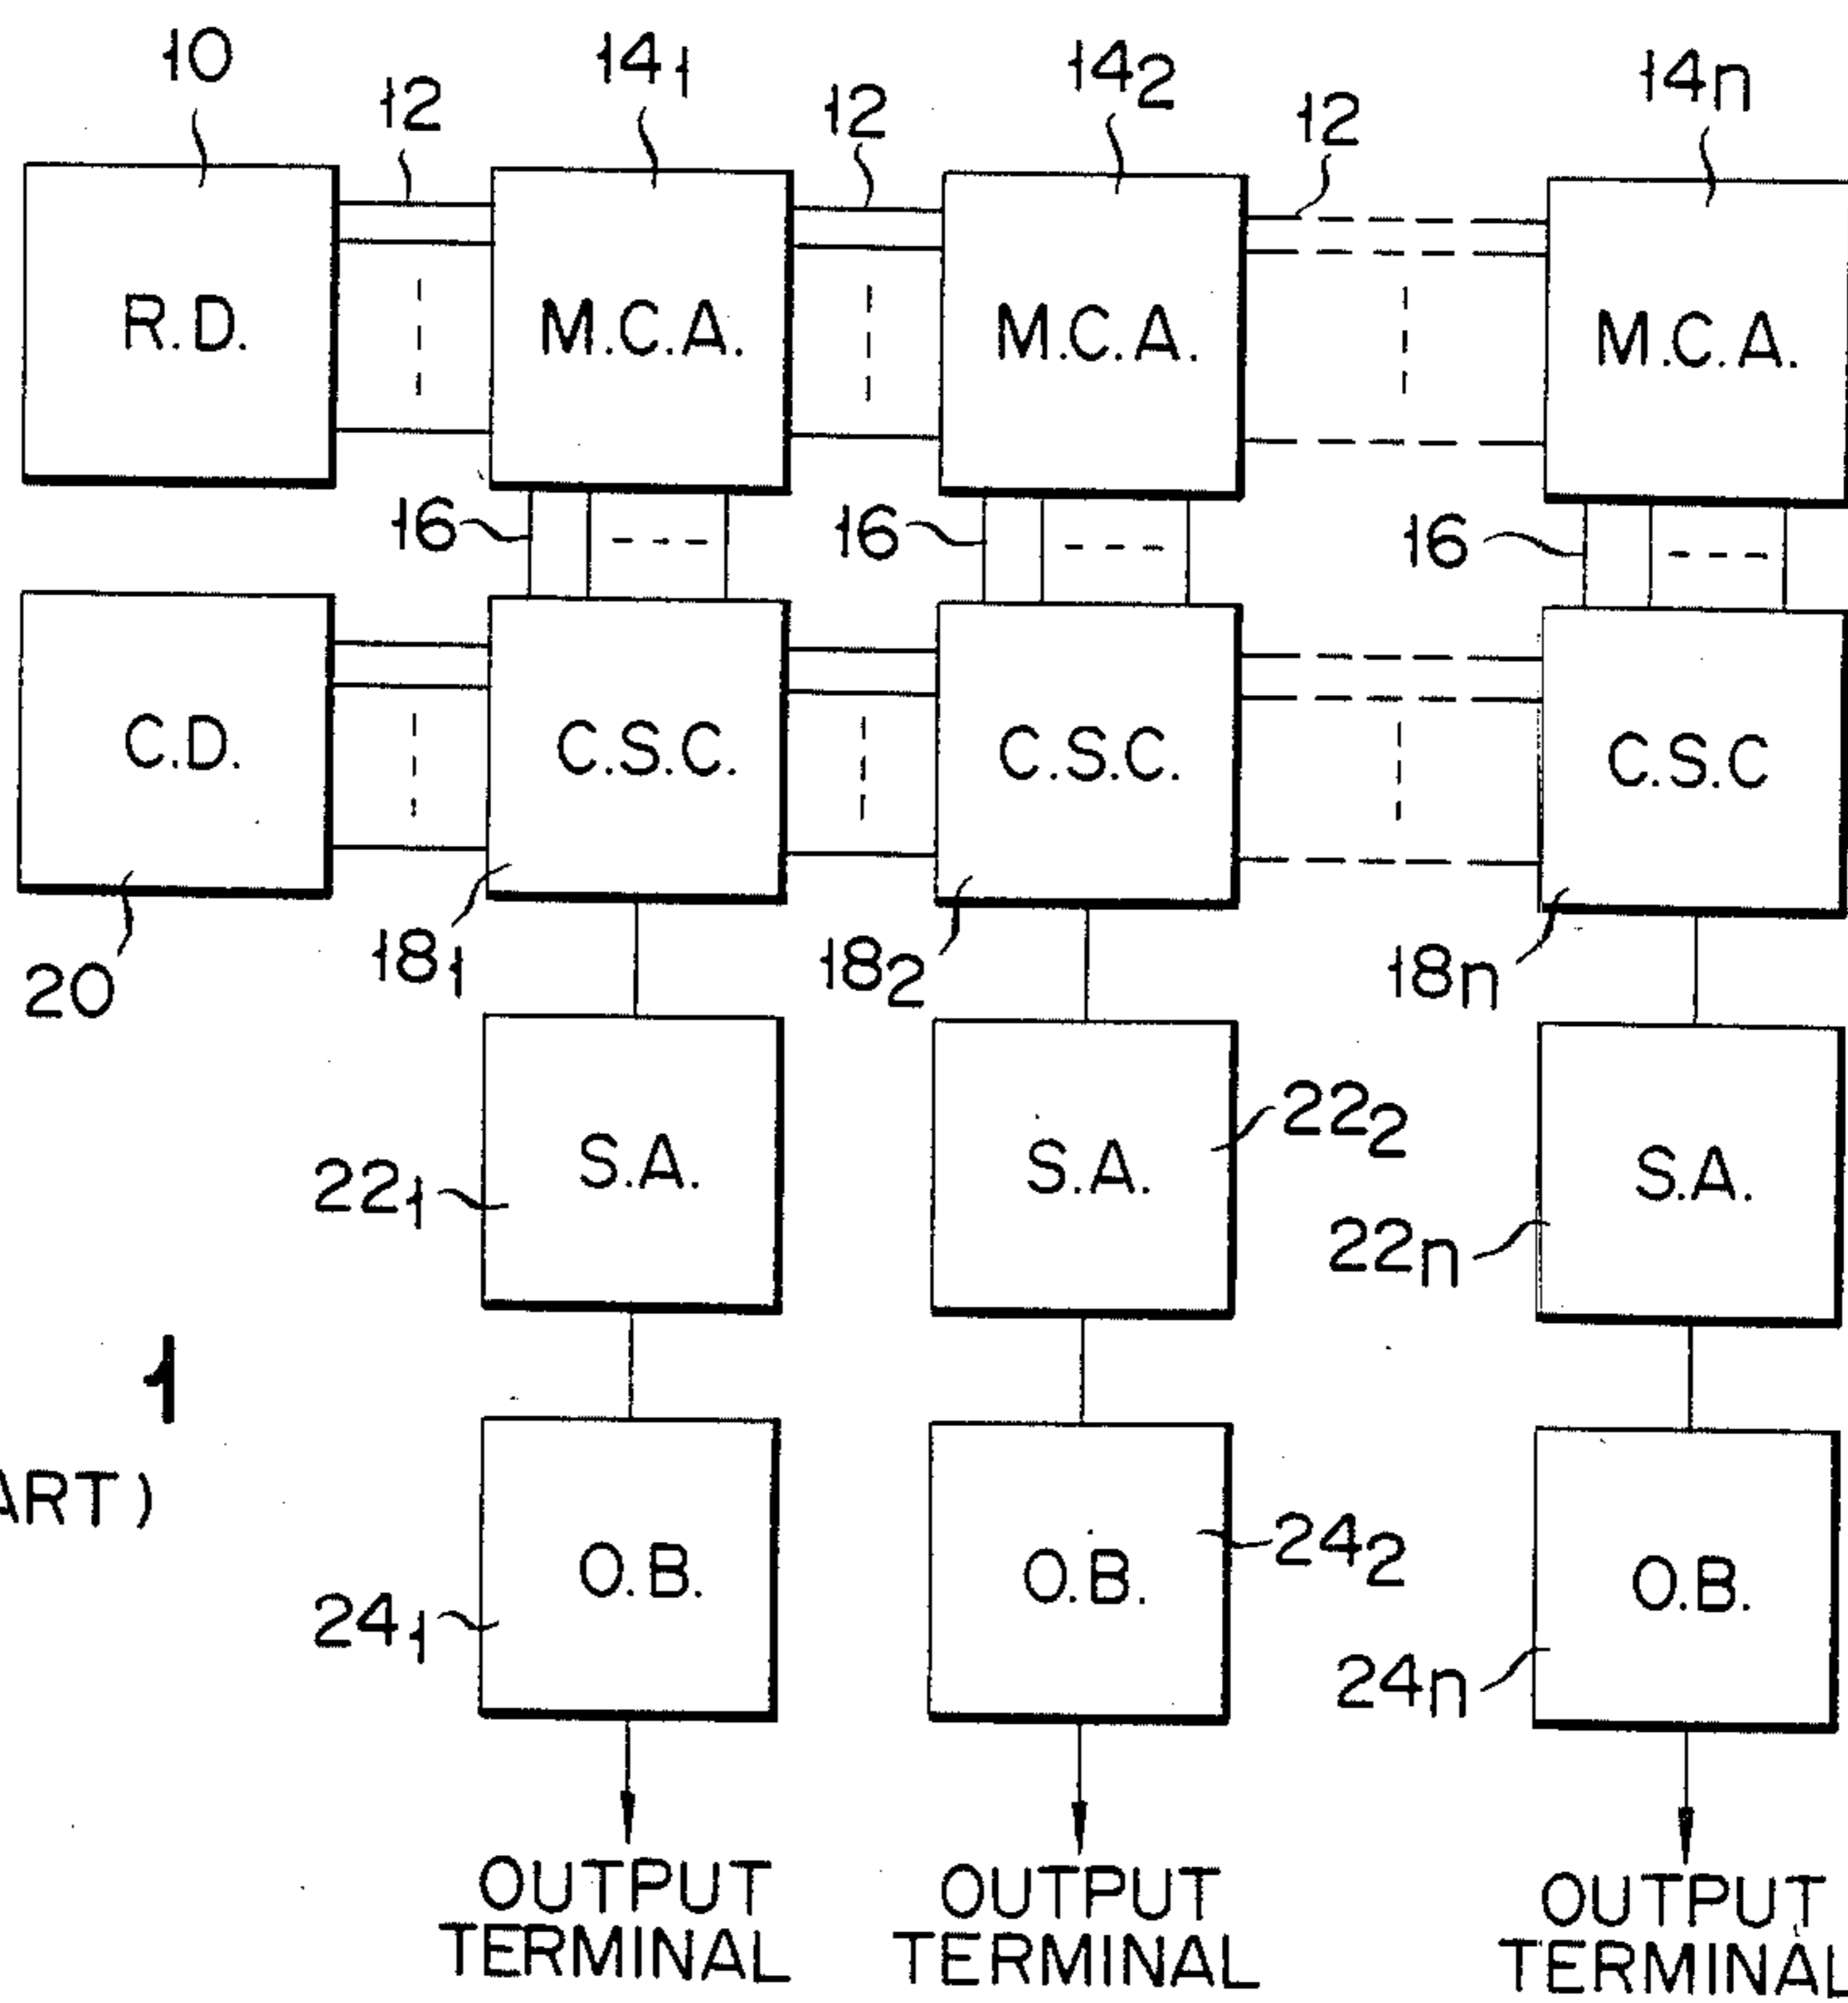 10
12
14₁
12
14₂
12
14n
R.D.
M.C.A.
M.C.A.
M.C.A.
16
16
16
C.D.
C.S.C.
C.S.C.
C.S.C
20
18₁
18₂
18n
S.A.
S.A.
S.A.
22₁
22₂
22n
1
ART)
O.B.
O.B.
O.B.
24₁
24₂
24n
OUTPUT TERMINAL
OUTPUT TERMINAL
OUTPUT TERMINAL